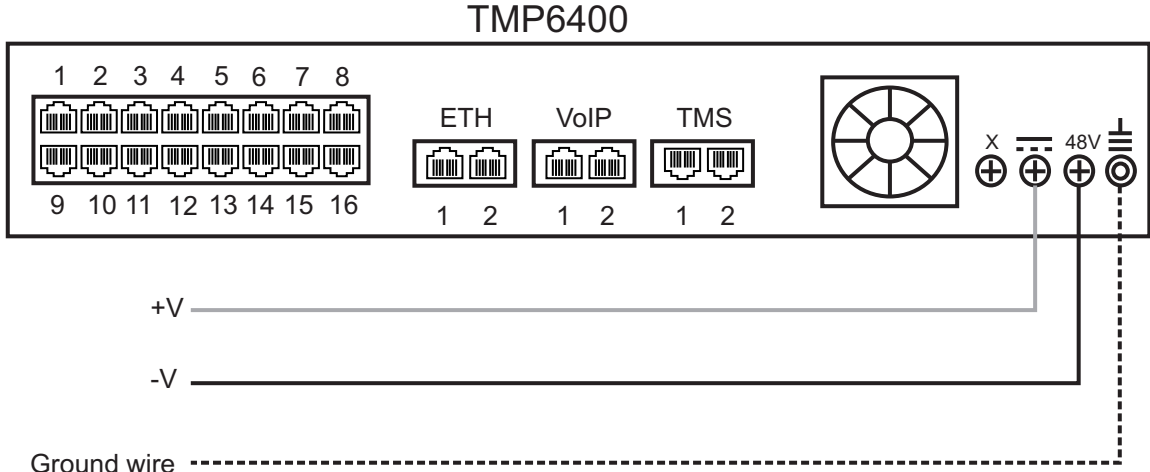 TMP6400
1 2 3 4 5 6 7 8
ETH VoIP TMS
X 48V
9 10 11 12 13 14 15 16
1 2 1 2 1 2
+V
-V
Ground wire